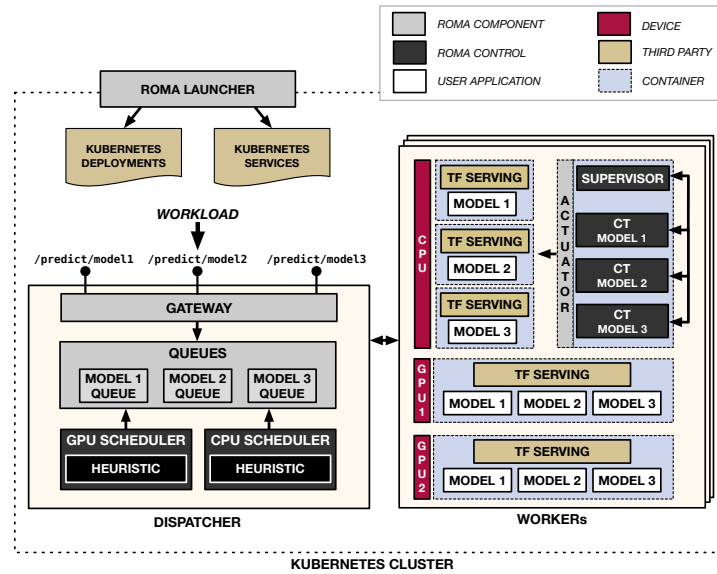 ROMA COMPONENT
DEVICE
ROMA CONTROL
THIRD PARTY
USER APPLICATION
CONTAINER
ROMA LAUNCHER
KUBERNETES
DEPLOYMENTS
KUBERNETES
SERVICES
WORKLOAD
/predict/model1
/predict/model2
/predict/model3
GATEWAY
QUEUES
MODEL 1
QUEUE
MODEL 2
QUEUE
MODEL 3
QUEUE
GPU SCHEDULER
HEURISTIC
CPU SCHEDULER
HEURISTIC
DISPATCHER
CPU
TF SERVING
MODEL 1
TF SERVING
MODEL 2
TF SERVING
MODEL 3
ACTUATOR
SUPERVISOR
CT
MODEL 1
CT
MODEL 2
CT
MODEL 3
GPU1
TF SERVING
MODEL 1
MODEL 2
MODEL 3
GPU2
TF SERVING
MODEL 1
MODEL 2
MODEL 3
WORKERs
KUBERNETES CLUSTER